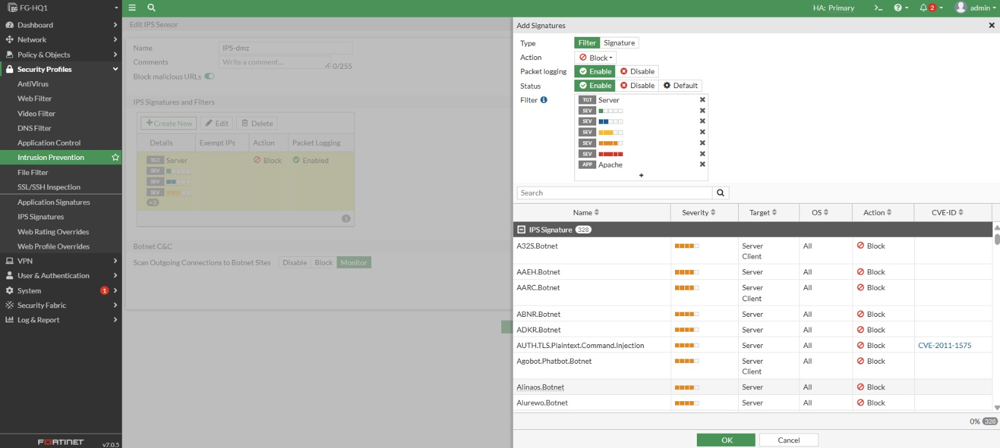 FG-HQ1
HA: Primary
>_
2
admin
Dashboard
Network
Policy & Objects
Security Profiles
AntiVirus
Web Filter
Video Filter
DNS Filter
Application Control
Intrusion Prevention
File Filter
SSL/SSH Inspection
Application Signatures
IPS Signatures
Web Rating Overrides
Web Profile Overrides
VPN
User & Authentication
System 1
Security Fabric
Log & Report
FORTINET v7.0.5
Edit IPS Sensor
Name IPS-dmz
Comments Write a comment... 0/255
Block malicious URLs
IPS Signatures and Filters
Create New Edit Delete
Details Exempt IPs Action Packet Logging
TGT Server Block Enabled
SEV
SEV
SEV
+3
1
Botnet C&C
Scan Outgoing Connections to Botnet Sites Disable Block Monitor
Add Signatures
Type Filter Signature
Action Block
Packet logging Enable Disable
Status Enable Disable Default
Filter TGT Server
SEV
SEV
SEV
SEV
SEV
APP Apache
+
Search
Name Severity Target OS Action CVE-ID
IPS Signature 328
A32S.Botnet Server All Block
Client
AAEH.Botnet Server All Block
AARC.Botnet Server All Block
Client
ABNR.Botnet Server All Block
ADKR.Botnet Server All Block
AUTH.TLS.Plaintext.Command.Injection Server All Block CVE-2011-1575
Agobot.Phatbot.Botnet Server All Block
Client
Alinaos.Botnet Server All Block
Alurewo.Botnet Server All Block
0% 328
OK Cancel